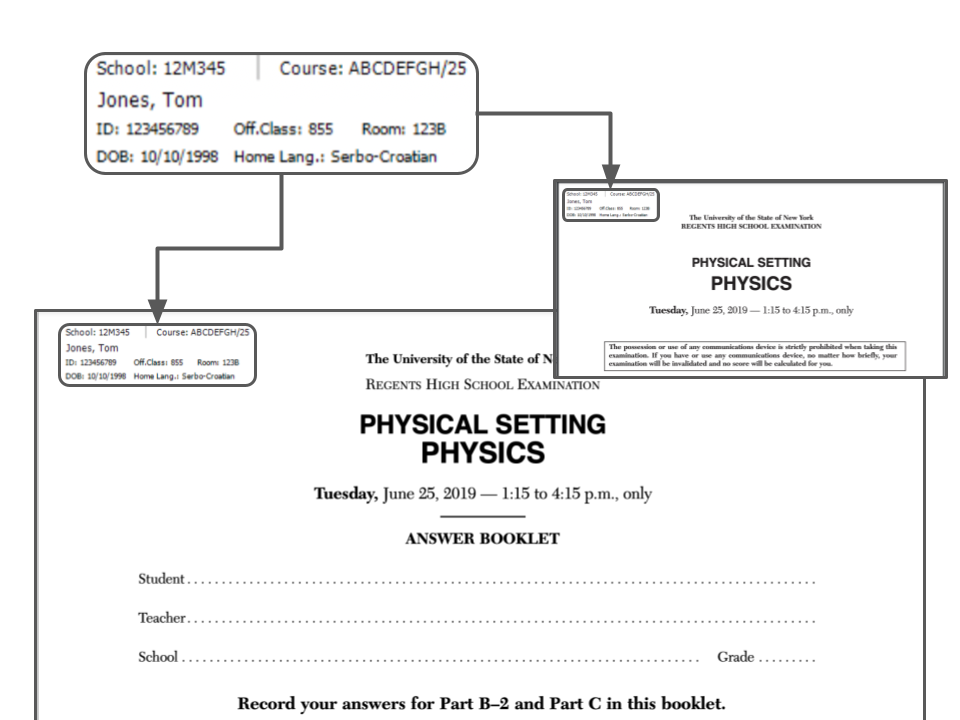 School: 12M345 Course: ABCDEFGH/25
Jones, Tom
ID: 123456789 Off.Class: 855 Room: 123B
DOB: 10/10/1998 Home Lang.: Serbo-Croatian
School: 12M345 Course: ABCDEFGH/25
Jones, Tom
ID: 123456789 Off.Class: 855 Room: 123B
DOB: 10/10/1998 Home Lang.: Serbo-Croatian
The University of the State of New York
REGENTS HIGH SCHOOL EXAMINATION
PHYSICAL SETTING
PHYSICS
Tuesday, June 25, 2019 — 1:15 to 4:15 p.m., only
The possession or use of any communications device is strictly prohibited when taking this
examination. If you have or use any communications device, no matter how briefly, your
examination will be invalidated and no score will be calculated for you.
School: 12M345 Course: ABCDEFGH/25
Jones, Tom
ID: 123456789 Off.Class: 855 Room: 123B
DOB: 10/10/1998 Home Lang.: Serbo-Croatian
The University of the State of N
REGENTS HIGH SCHOOL EXAMINATION
PHYSICAL SETTING
PHYSICS
Tuesday, June 25, 2019 — 1:15 to 4:15 p.m., only
ANSWER BOOKLET
Student
Teacher
School Grade
Record your answers for Part B–2 and Part C in this booklet.